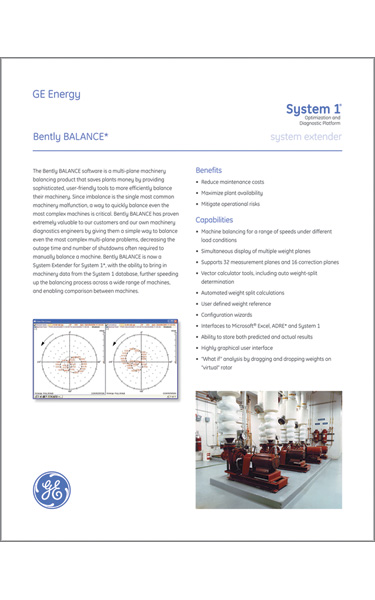 GE Energy
System 1*
Optimization and
Diagnostic Platform
Bently BALANCE*
system extender
The Bently BALANCE software is a multi-plane machinery
balancing product that saves plants money by providing
sophisticated, user-friendly tools to more efficiently balance
their machinery. Since imbalance is the single most common
machinery malfunction, a way to quickly balance even the
most complex machines is critical. Bently BALANCE has proven
extremely valuable to our customers and our own machinery
diagnostics engineers by giving them a simple way to balance
even the most complex multi-plane problems, decreasing the
outage time and number of shutdowns often required to
manually balance a machine. Bently BALANCE is now a
System Extender for System 1*, with the ability to bring in
machinery data from the System 1 database, further speeding
up the balancing process across a wide range of machines,
and enabling comparison between machines.
Benefits
• Reduce maintenance costs
• Maximize plant availability
• Mitigate operational risks
Capabilities
• Machine balancing for a range of speeds under different
load conditions
• Simultaneous display of multiple weight planes
• Supports 32 measurement planes and 16 correction planes
• Vector calculator tools, including auto weight-split
determination
• Automated weight split calculations
• User defined weight reference
• Configuration wizards
• Interfaces to Microsoft® Excel, ADRE* and System 1
• Ability to store both predicted and actual results
• Highly graphical user interface
• "What if" analysis by dragging and dropping weights on
"virtual" rotor
GE